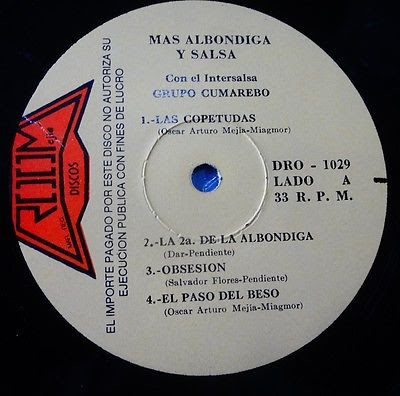 MAS ALBONDIGA
Y SALSA
Con el Intersalsa
GRUPO CUMAREBO
1.-LAS COPETUDAS
(Oscar Arturo Mejía-Miagmor)
DRO - 1029
LADO A
33 R. P. M.
2.-LA 2a. DE LA ALBONDIGA
(Dar-Pendiente)
3.-OBSESION
(Salvador Flores-Pendiente)
4.-EL PASO DEL BESO
(Oscar Arturo Mejía-Miagmor)
EL IMPORTE PAGADO POR ESTE DISCO NO AUTORIZA SU
EJECUCION PUBLICA CON FINES DE LUCRO
DISCOS